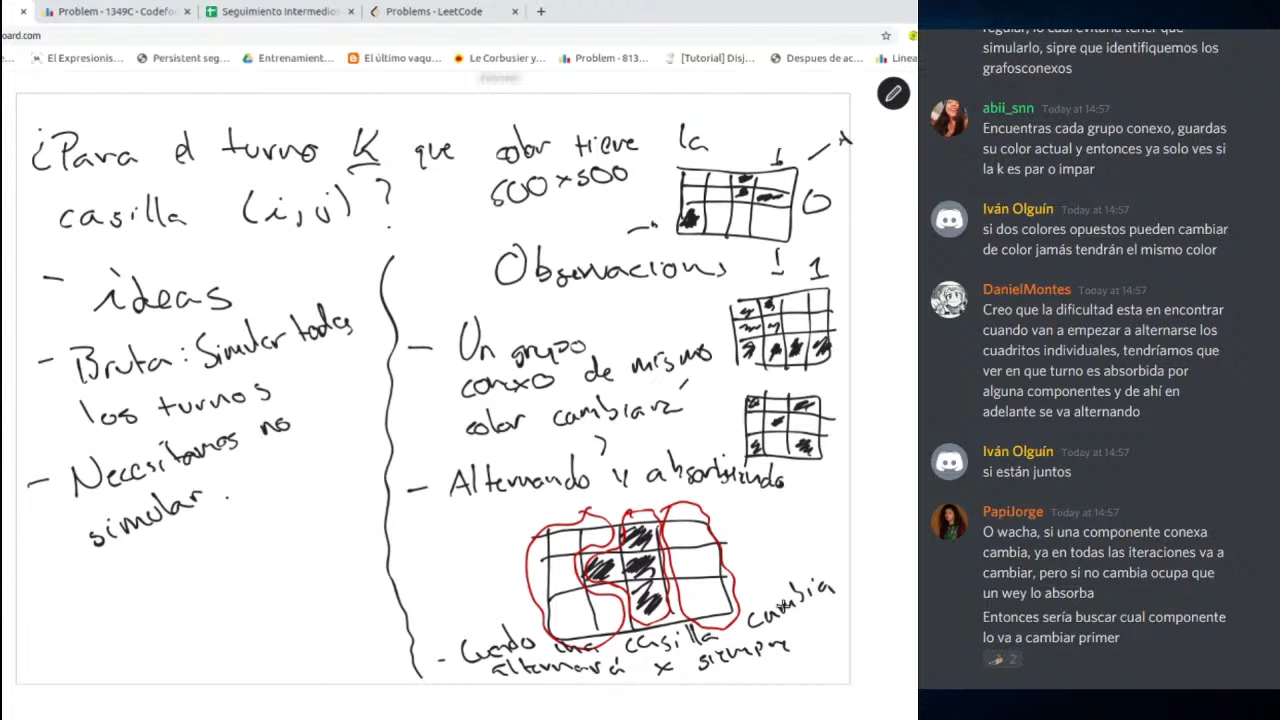 Problem - 1349C - Codefo
Seguimiento Intermedios
Problems - LeetCode
oard.com
El Expresionis...
Persistent seg...
Entrenamiento...
El último vaqu...
Le Corbusier y...
Problem - 813...
[Tutorial] Disj...
Despues de ac...
Linea
¿Para el turno K que color tiene la
casilla (i,j)?
500x500
- ideas
- Bruta: Simular todos
los turnos
- Necesitamos no
simular.
Observacions
1
0
1
- Un grupo
conexo de mismo
color cambiará
- Alternando y absorbiendo
- Cuando una casilla cambia
alternará x siempre
regular, lo cual evitaría tener que
simularlo, sipre que identifiquemos los
grafosconexos
abii_snn Today at 14:57
Encuentras cada grupo conexo, guardas
su color actual y entonces ya solo ves si
la k es par o impar
Iván Olguín Today at 14:57
si dos colores opuestos pueden cambiar
de color jamás tendrán el mismo color
DanielMontes Today at 14:57
Creo que la dificultad esta en encontrar
cuando van a empezar a alternarse los
cuadritos individuales, tendríamos que
ver en que turno es absorbida por
alguna componentes y de ahí en
adelante se va alternando
Iván Olguín Today at 14:57
si están juntos
PapiJorge Today at 14:57
O wacha, si una componente conexa
cambia, ya en todas las iteraciones va a
cambiar, pero si no cambia ocupa que
un wey lo absorba
Entonces sería buscar cual componente
lo va a cambiar primer
2